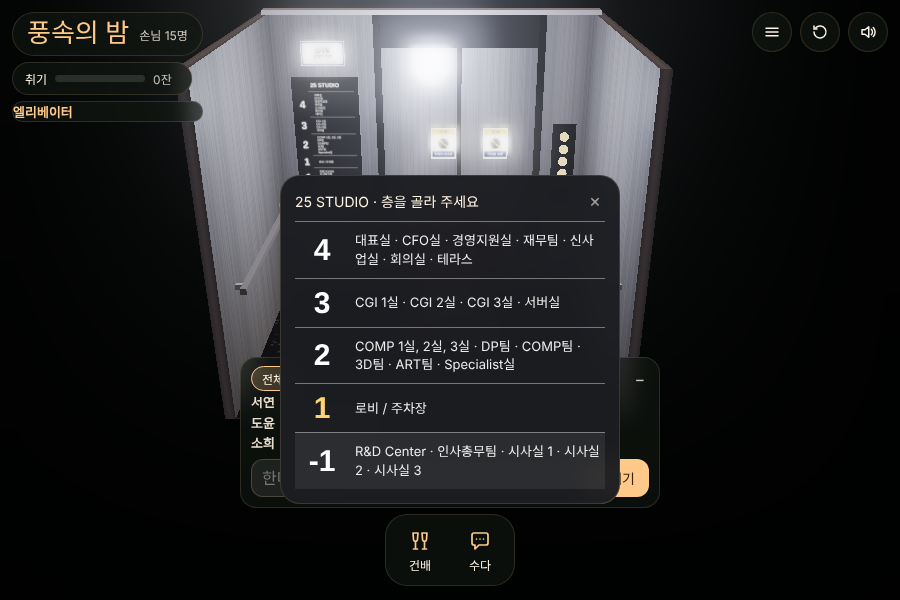 풍속의 밤 손님 15명
취기 0잔
엘리베이터
25 STUDIO
4
3
2
1
25 STUDIO · 층을 골라 주세요
4 대표실 · CFO실 · 경영지원실 · 재무팀 · 신사
업실 · 회의실 · 테라스
3 CGI 1실 · CGI 2실 · CGI 3실 · 서버실
2 COMP 1실, 2실, 3실 · DP팀 · COMP팀 ·
3D팀 · ART팀 · Specialist실
1 로비 / 주차장
-1 R&D Center · 인사총무팀 · 시사실 1 · 시사실
2 · 시사실 3
서연
도윤
소희
건배 수다